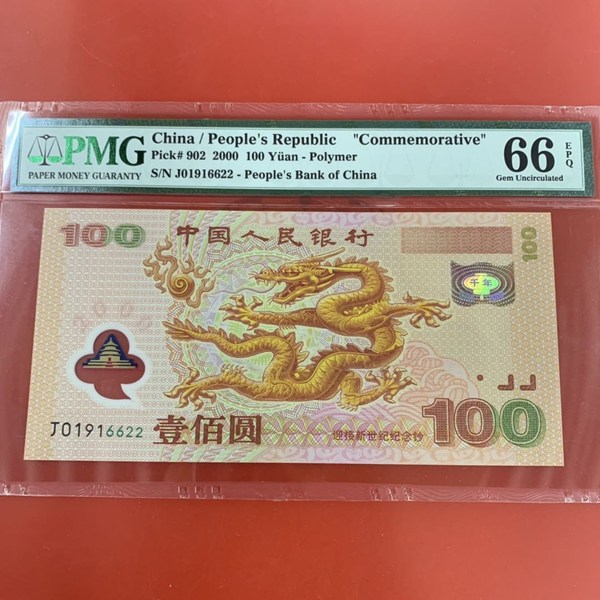 PMG
PAPER MONEY GUARANTY
China / People's Republic "Commemorative"
Pick# 902 2000 100 Yüan - Polymer
S/N J01916622 - People's Bank of China
66
EPQ
Gem Uncirculated
100
中国人民银行
100
千年
2000
J01916622
壹佰圆
迎接新世纪纪念钞
100